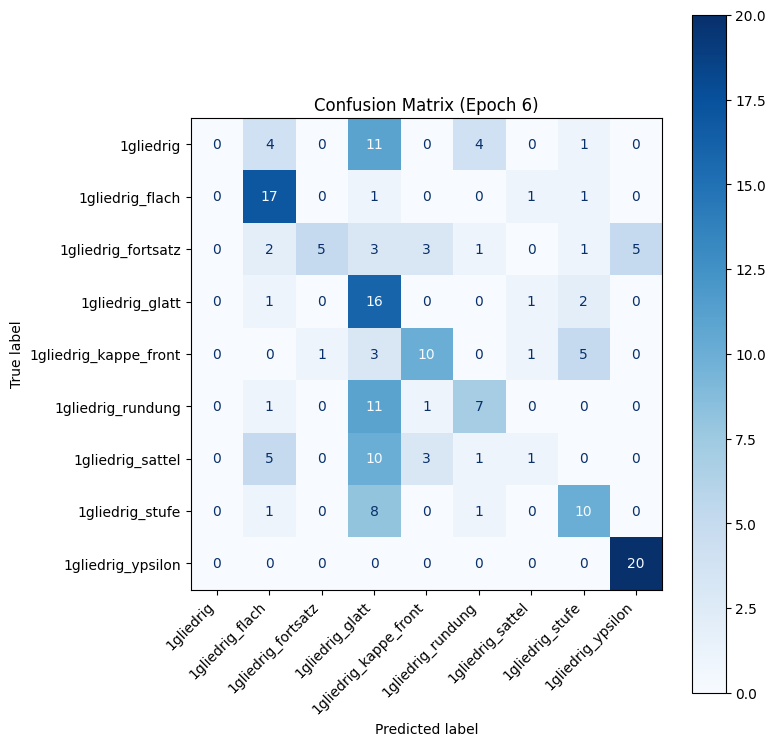 Confusion Matrix (Epoch 6)
True label
1gliedrig 0 4 0 11 0 4 0 1 0
1gliedrig_flach 0 17 0 1 0 0 1 1 0
1gliedrig_fortsatz 0 2 5 3 3 1 0 1 5
1gliedrig_glatt 0 1 0 16 0 0 1 2 0
1gliedrig_kappe_front 0 0 1 3 10 0 1 5 0
1gliedrig_rundung 0 1 0 11 1 7 0 0 0
1gliedrig_sattel 0 5 0 10 3 1 1 0 0
1gliedrig_stufe 0 1 0 8 0 1 0 10 0
1gliedrig_ypsilon 0 0 0 0 0 0 0 0 20
1gliedrig
1gliedrig_flach
1gliedrig_fortsatz
1gliedrig_glatt
1gliedrig_kappe_front
1gliedrig_rundung
1gliedrig_sattel
1gliedrig_stufe
1gliedrig_ypsilon
Predicted label
20.0
17.5
15.0
12.5
10.0
7.5
5.0
2.5
0.0